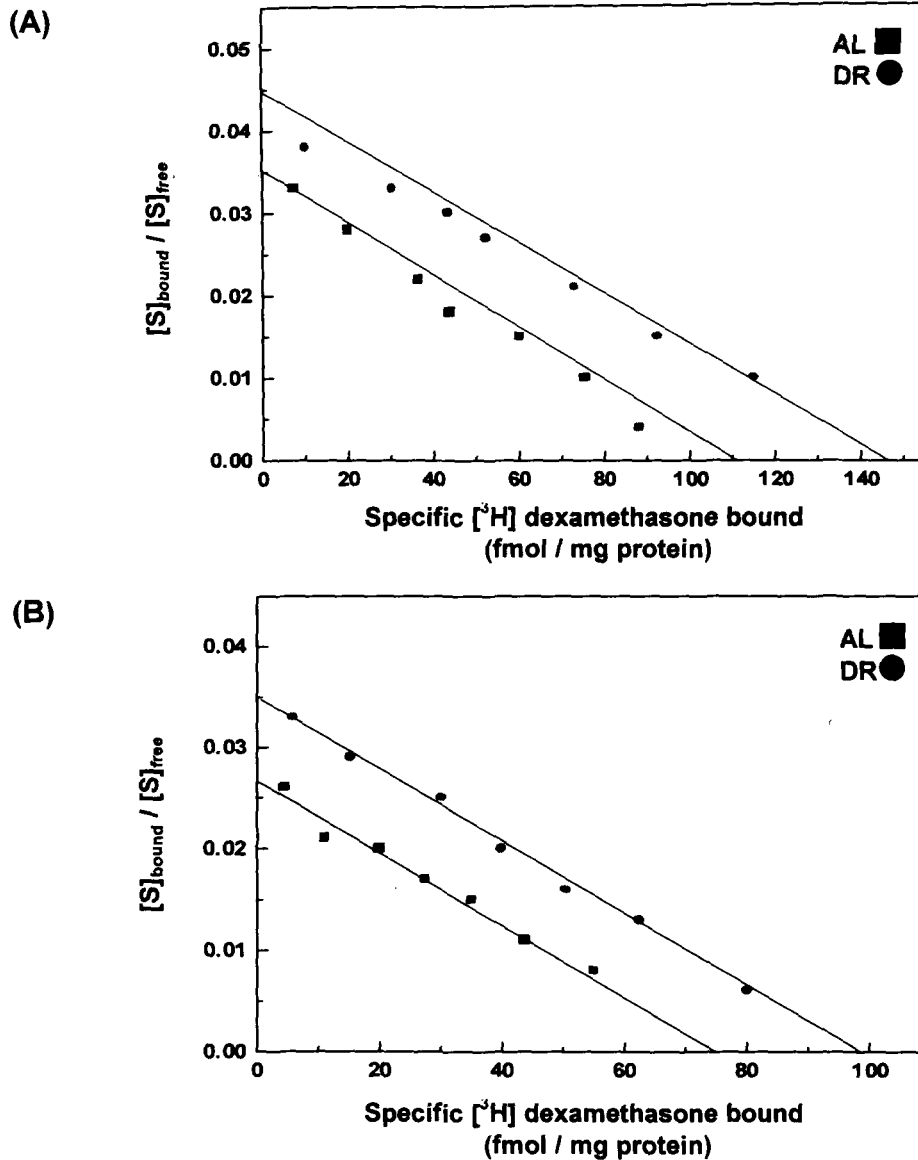 (A)
AL
DR
0.05
0.04
0.03
0.02
0.01
0.00
[S]bound / [S]free
0 20 40 60 80 100 120 140
Specific [³H] dexamethasone bound
(fmol / mg protein)
(B)
AL
DR
0.04
0.03
0.02
0.01
0.00
[S]bound / [S]free
0 20 40 60 80 100
Specific [³H] dexamethasone bound
(fmol / mg protein)